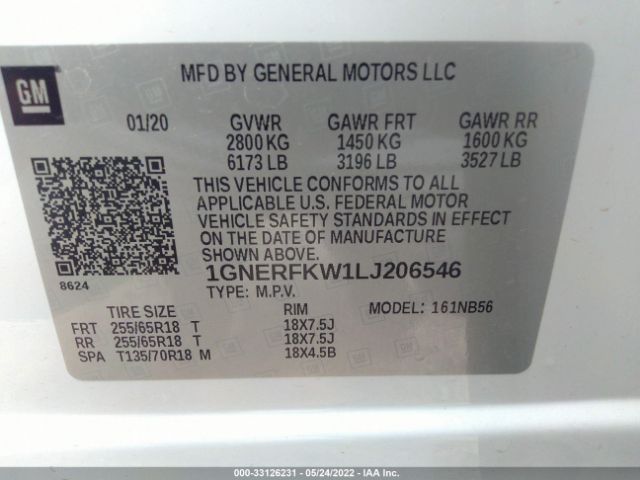 GM
MFD BY GENERAL MOTORS LLC
01/20 GVWR GAWR FRT GAWR RR
2800 KG 1450 KG 1600 KG
6173 LB 3196 LB 3527 LB
THIS VEHICLE CONFORMS TO ALL
APPLICABLE U.S. FEDERAL MOTOR
VEHICLE SAFETY STANDARDS IN EFFECT
ON THE DATE OF MANUFACTURE
SHOWN ABOVE.
8624
1GNERFKW1LJ206546
TYPE: M.P.V. MODEL: 161NB56
TIRE SIZE RIM
FRT 255/65R18 T 18X7.5J
RR 255/65R18 T 18X7.5J
SPA T135/70R18 M 18X4.5B
000-33126231 - 05/24/2022 - IAA Inc.